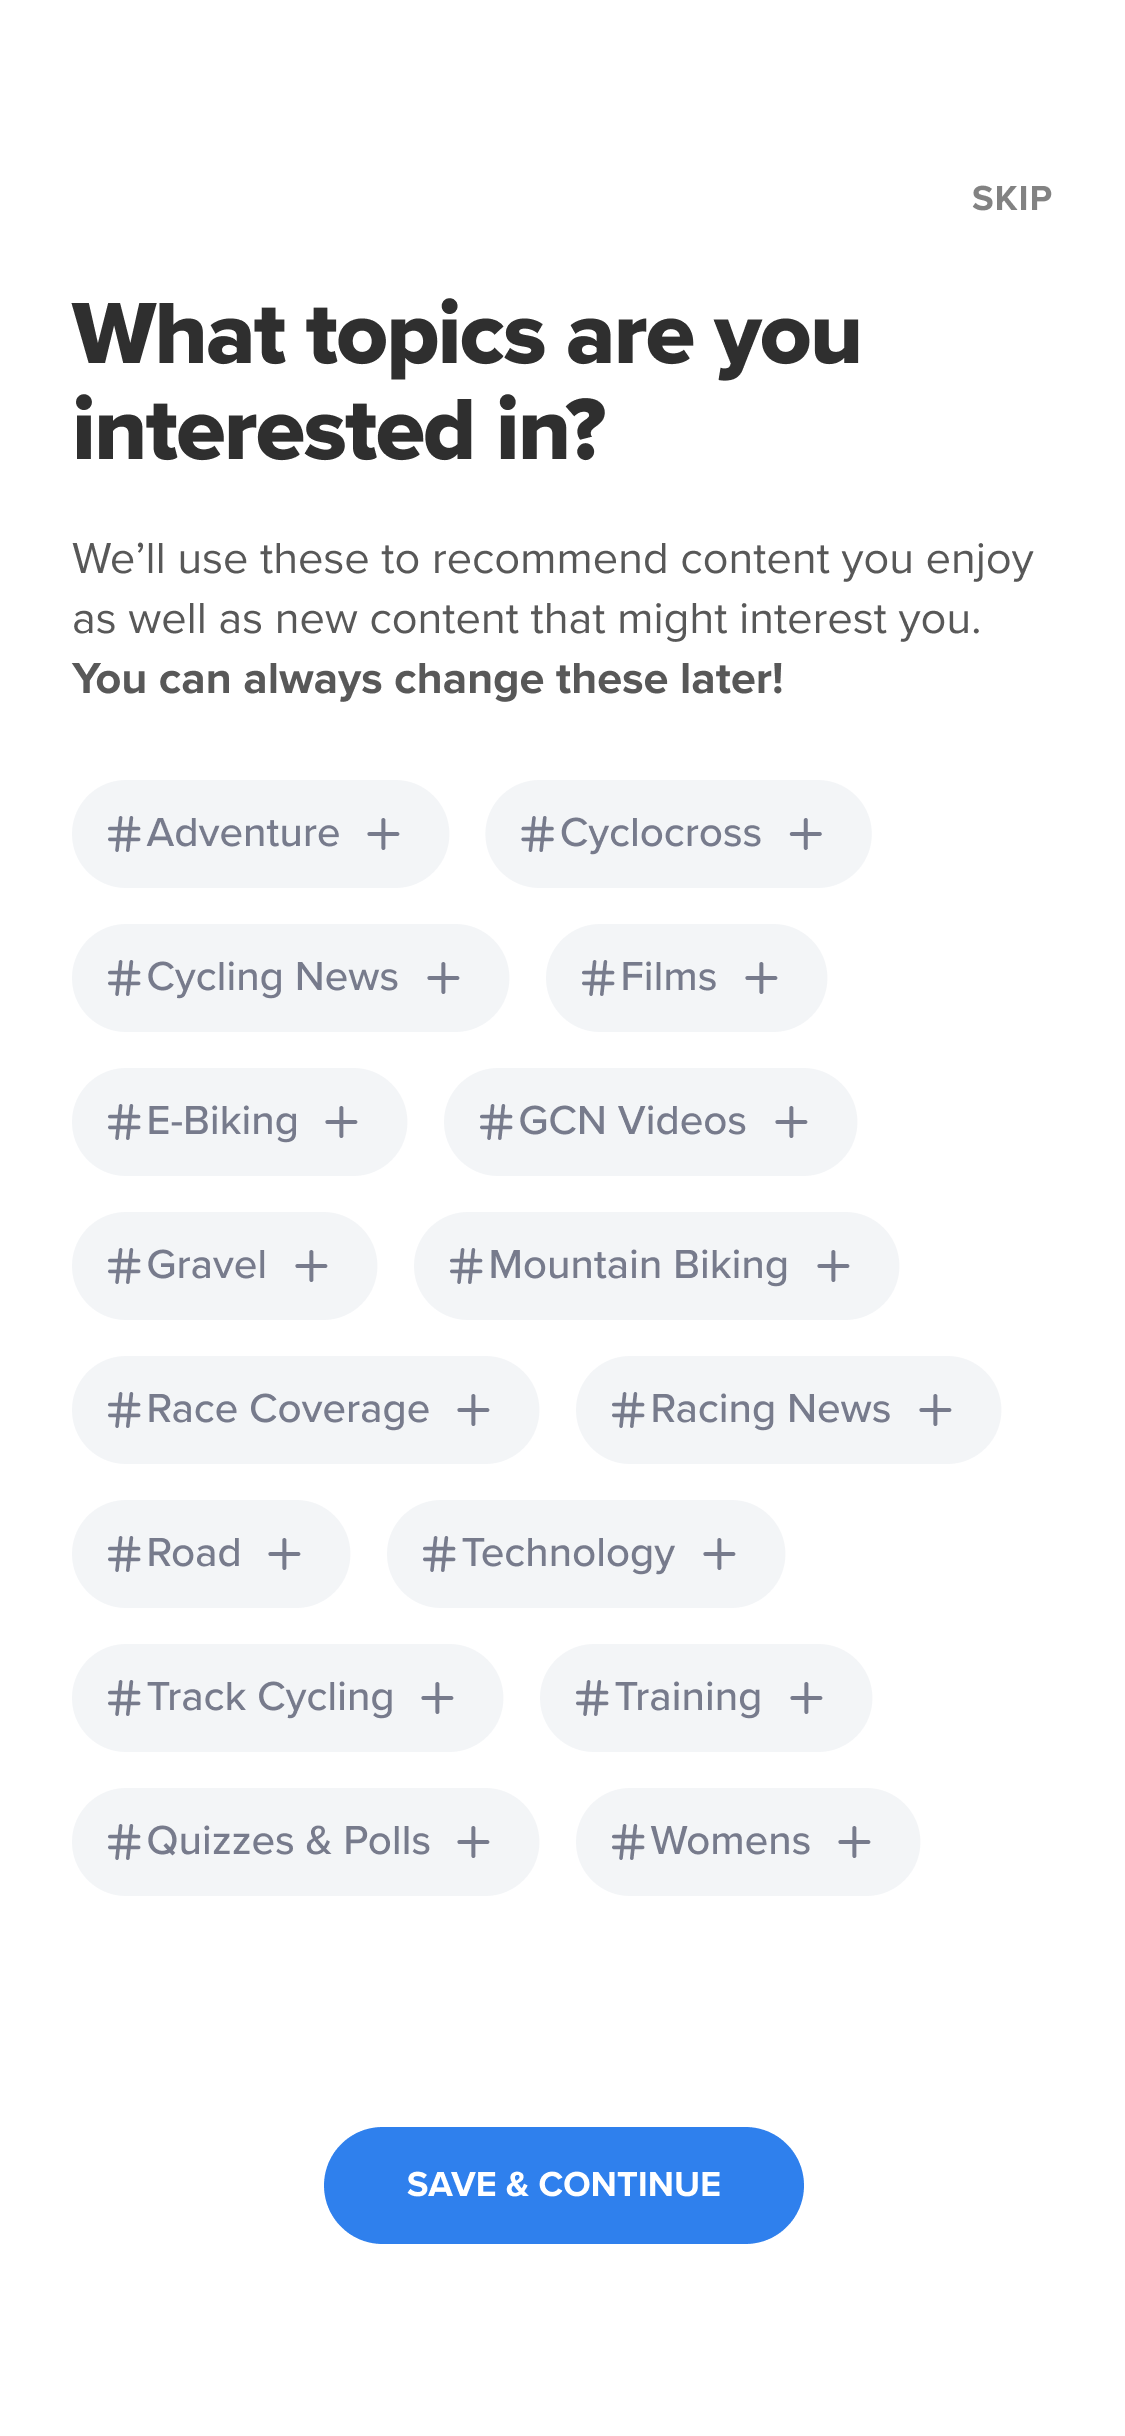 SKIP
What topics are you
interested in?
We’ll use these to recommend content you enjoy
as well as new content that might interest you.
You can always change these later!
#Adventure + #Cyclocross +
#Cycling News + #Films +
#E-Biking + #GCN Videos +
#Gravel + #Mountain Biking +
#Race Coverage + #Racing News +
#Road + #Technology +
#Track Cycling + #Training +
#Quizzes & Polls + #Womens +
SAVE & CONTINUE